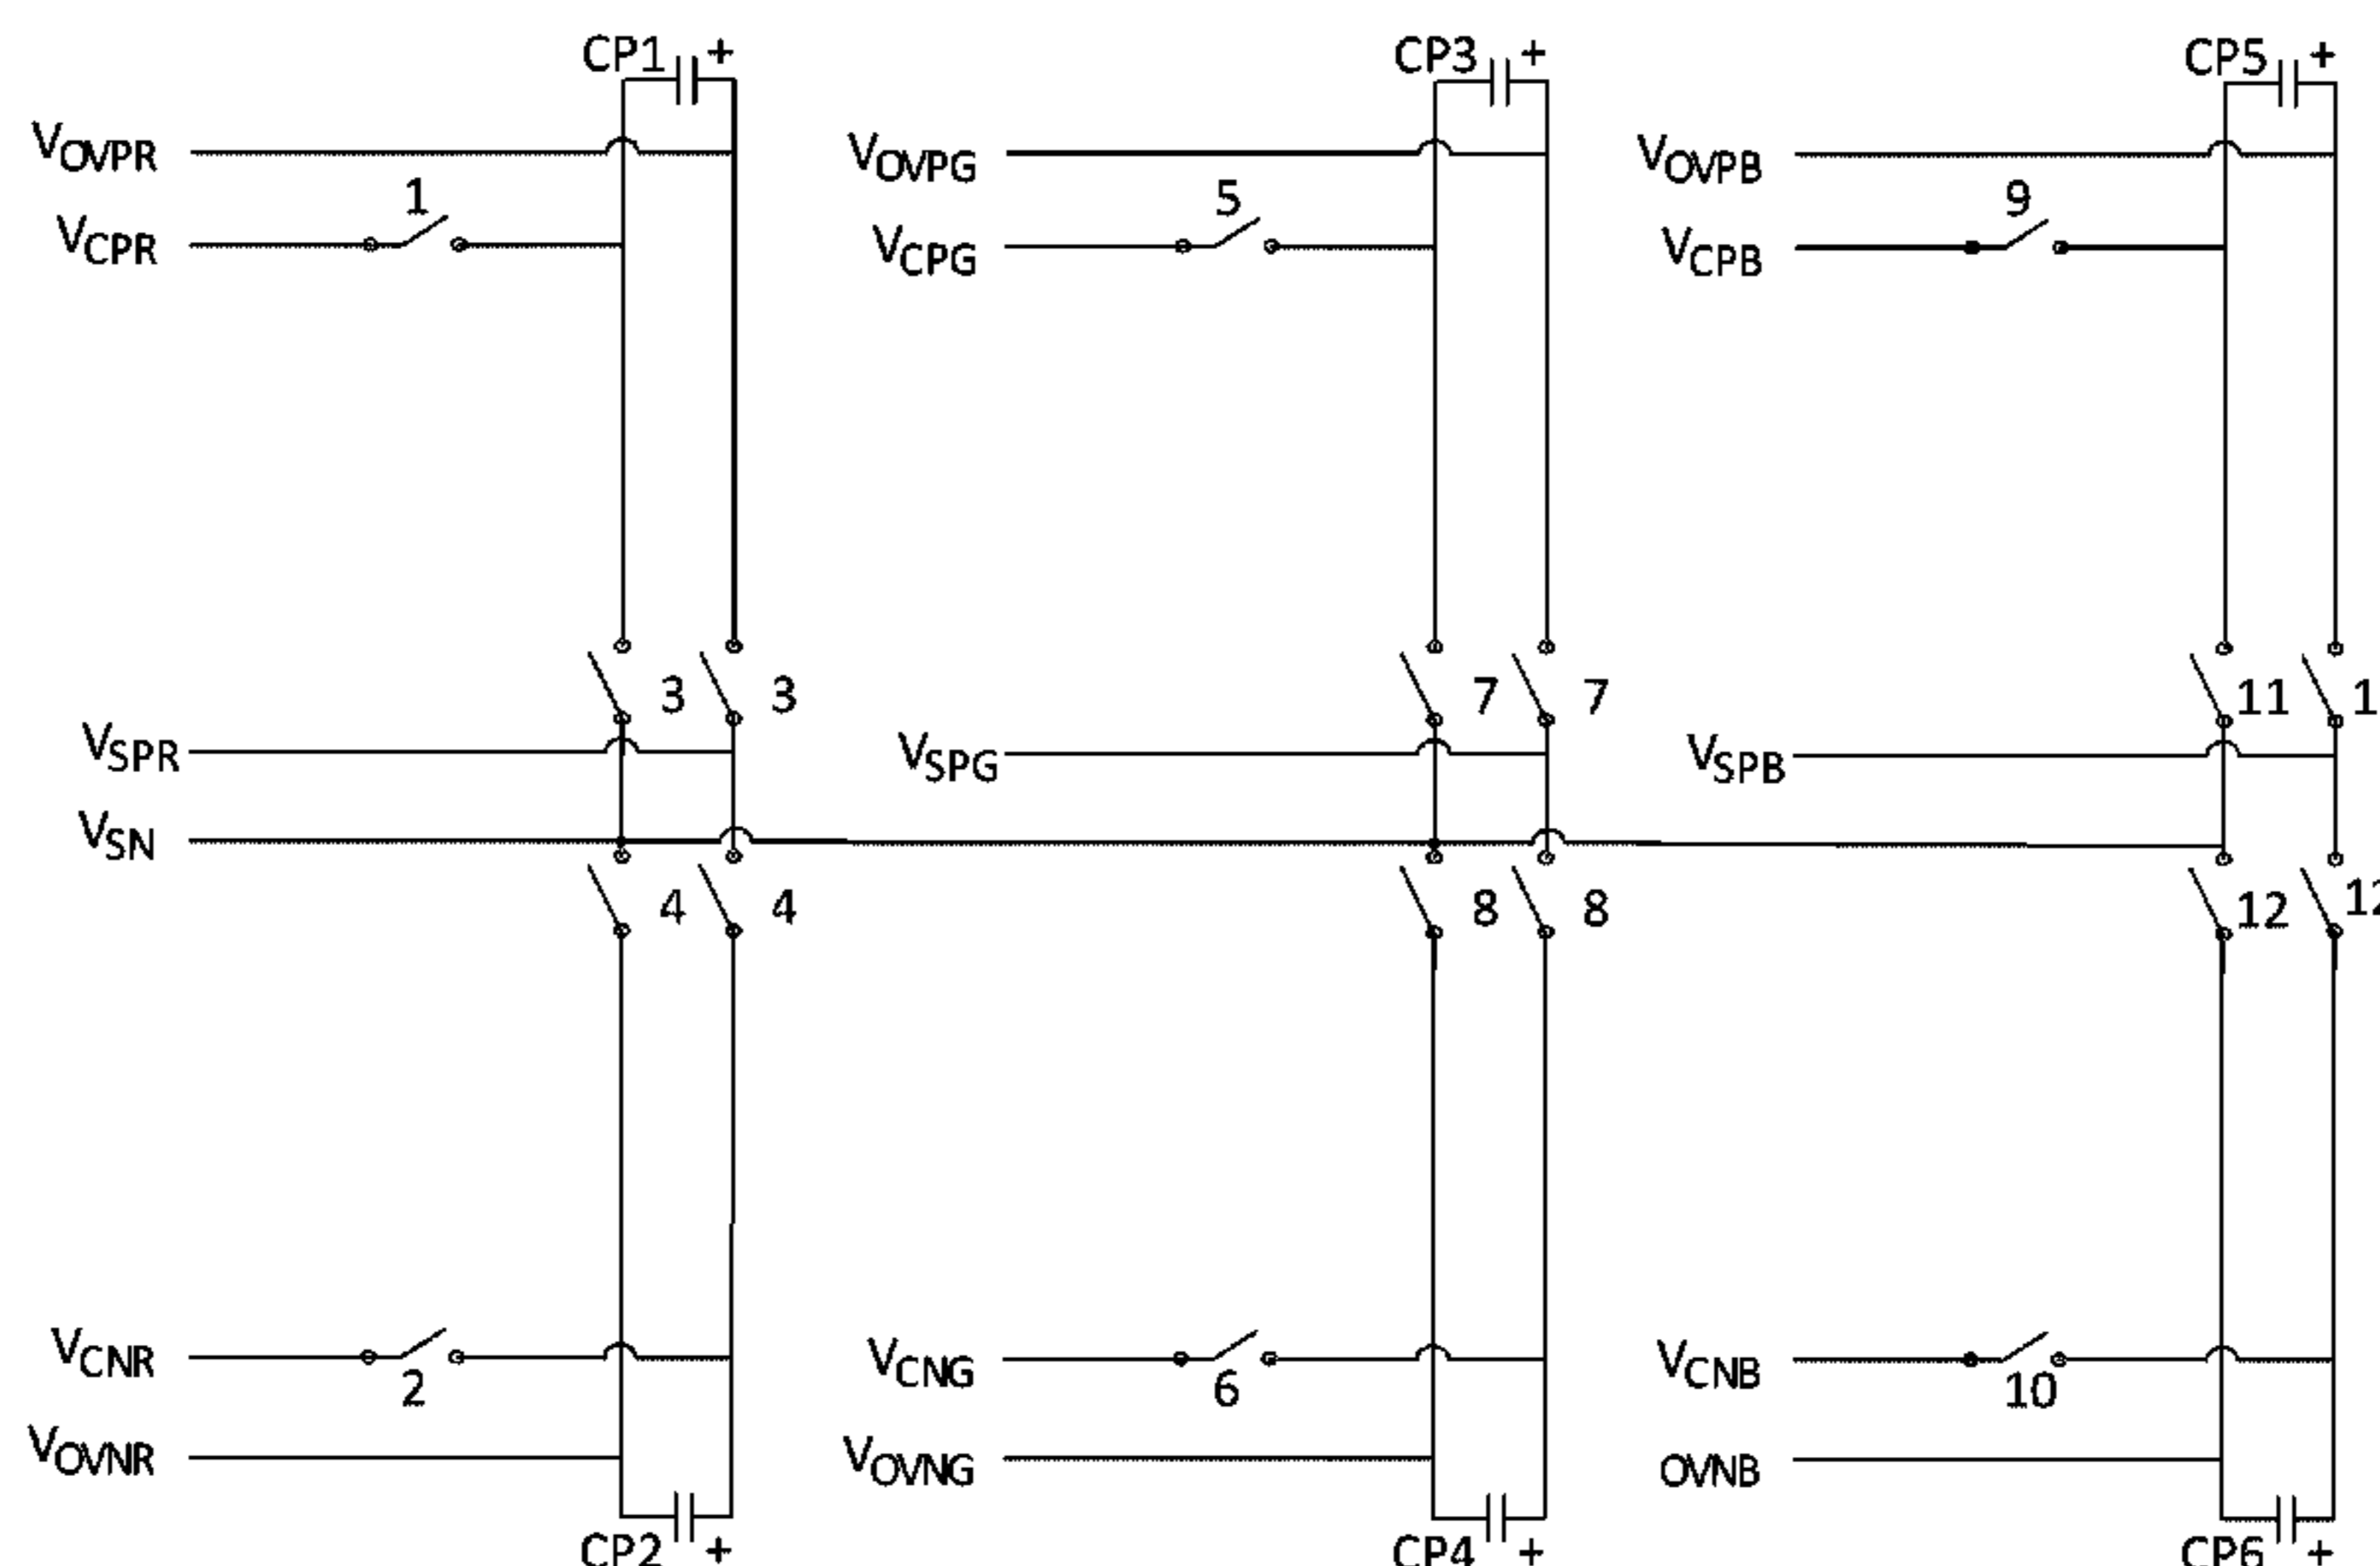 CP1 + CP3 + CP5 +
VOVPR VOVPG VOVPB
1 5 9
VCPR VCPG VCPB
3 3 7 7 11 1
VSPR VSPG VSPB
VSN
4 4 8 8 12 12
VCNR VCNG VCNB
2 6 10
VOVNR VOVNG OVNB
CP2 + CP4 + CP6 +